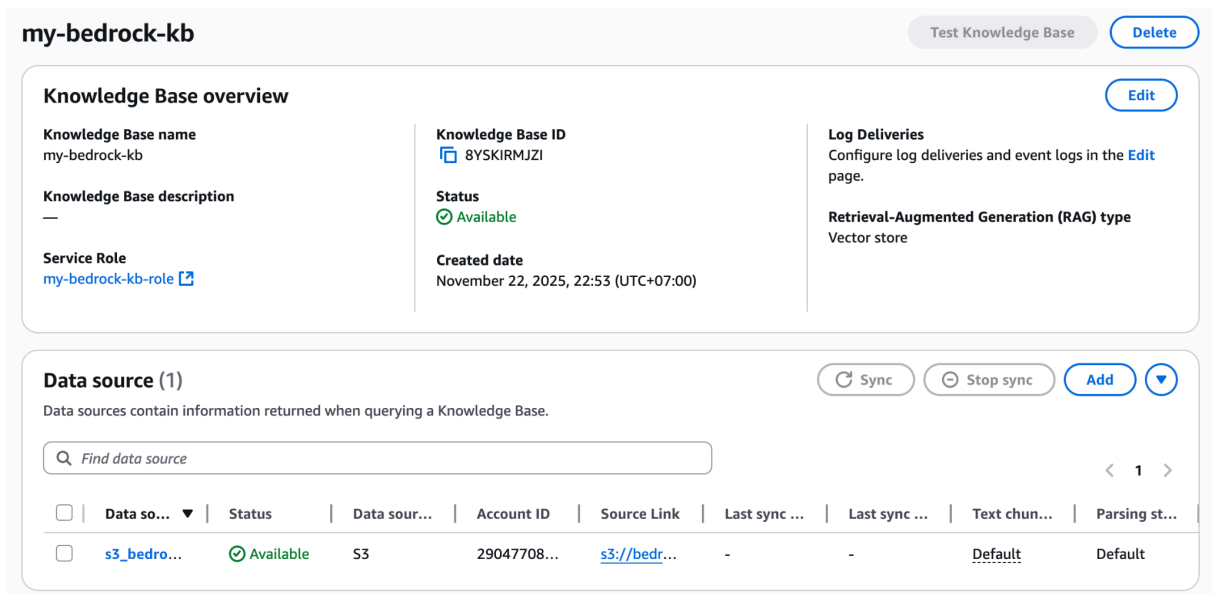 my-bedrock-kb
Test Knowledge Base
Delete
Knowledge Base overview
Edit
Knowledge Base name
my-bedrock-kb
Knowledge Base description
—
Service Role
my-bedrock-kb-role
Knowledge Base ID
8YSKIRMJZI
Status
Available
Created date
November 22, 2025, 22:53 (UTC+07:00)
Log Deliveries
Configure log deliveries and event logs in the Edit
page.
Retrieval-Augmented Generation (RAG) type
Vector store
Data source (1)
Sync
Stop sync
Add
Data sources contain information returned when querying a Knowledge Base.
Find data source
1
Data so... Status Data sour... Account ID Source Link Last sync ... Last sync ... Text chun... Parsing st...
s3_bedro... Available S3 29047708... s3://bedr... - - Default Default